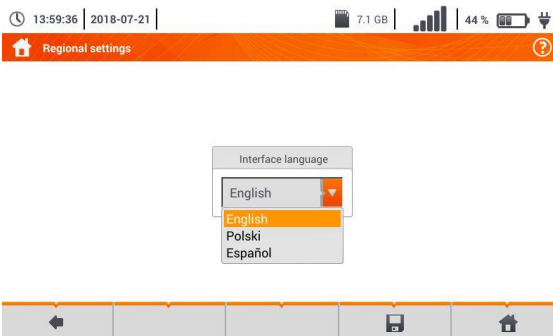 13:59:36 2018-07-21 7.1 GB 44 %
Regional settings ?
Interface language
English
English
Polski
Español